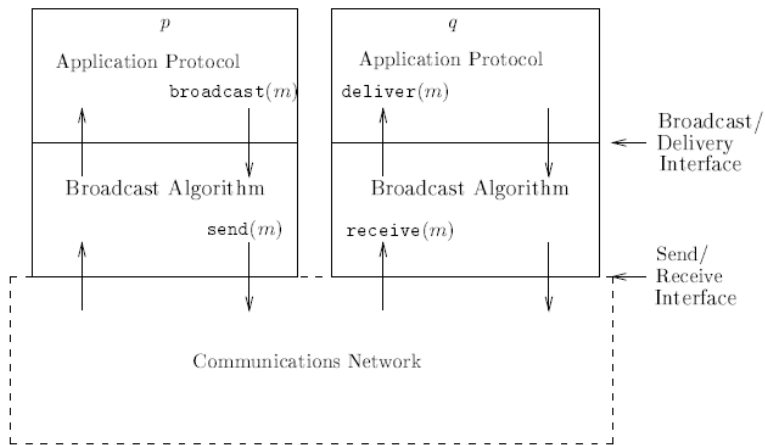 p
Application Protocol
broadcast(m)
q
Application Protocol
deliver(m)
Broadcast/
Delivery
Interface
Broadcast Algorithm
send(m)
Broadcast Algorithm
receive(m)
Send/
Receive
Interface
Communications Network